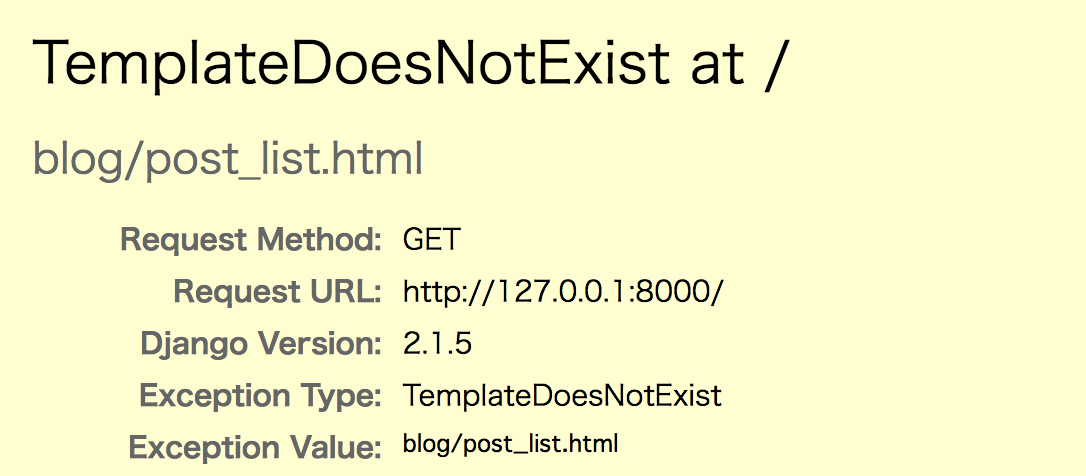 TemplateDoesNotExist at /
blog/post_list.html
Request Method: GET
Request URL: http://127.0.0.1:8000/
Django Version: 2.1.5
Exception Type: TemplateDoesNotExist
Exception Value: blog/post_list.html